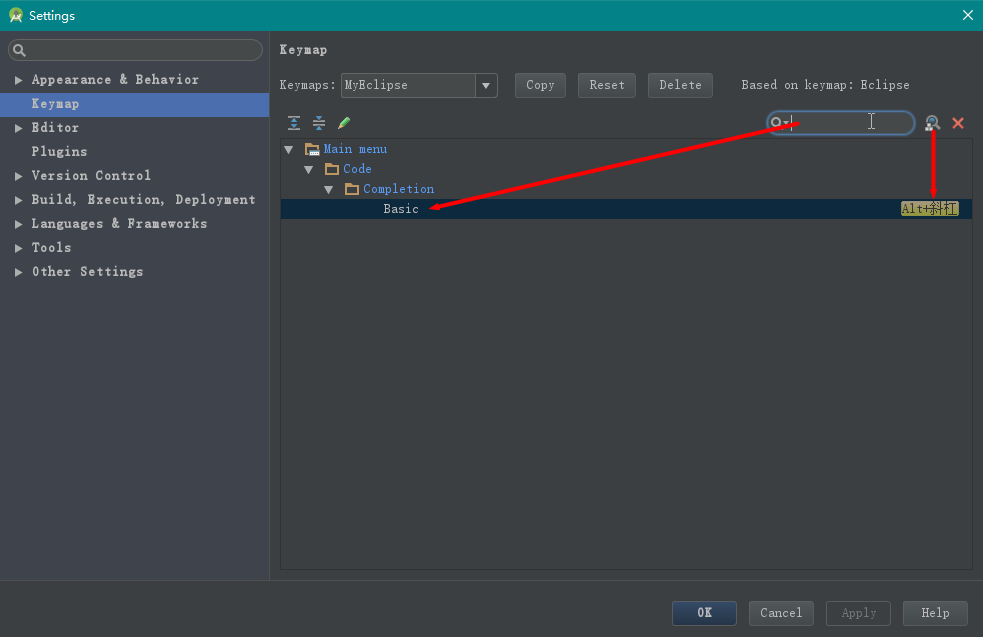 Settings
Appearance & Behavior
Keymap
Editor
Plugins
Version Control
Build, Execution, Deployment
Languages & Frameworks
Tools
Other Settings
Keymap
Keymaps: MyEclipse Copy Reset Delete Based on keymap: Eclipse
Main menu
Code
Completion
Basic Alt+斜杠
OK Cancel Apply Help